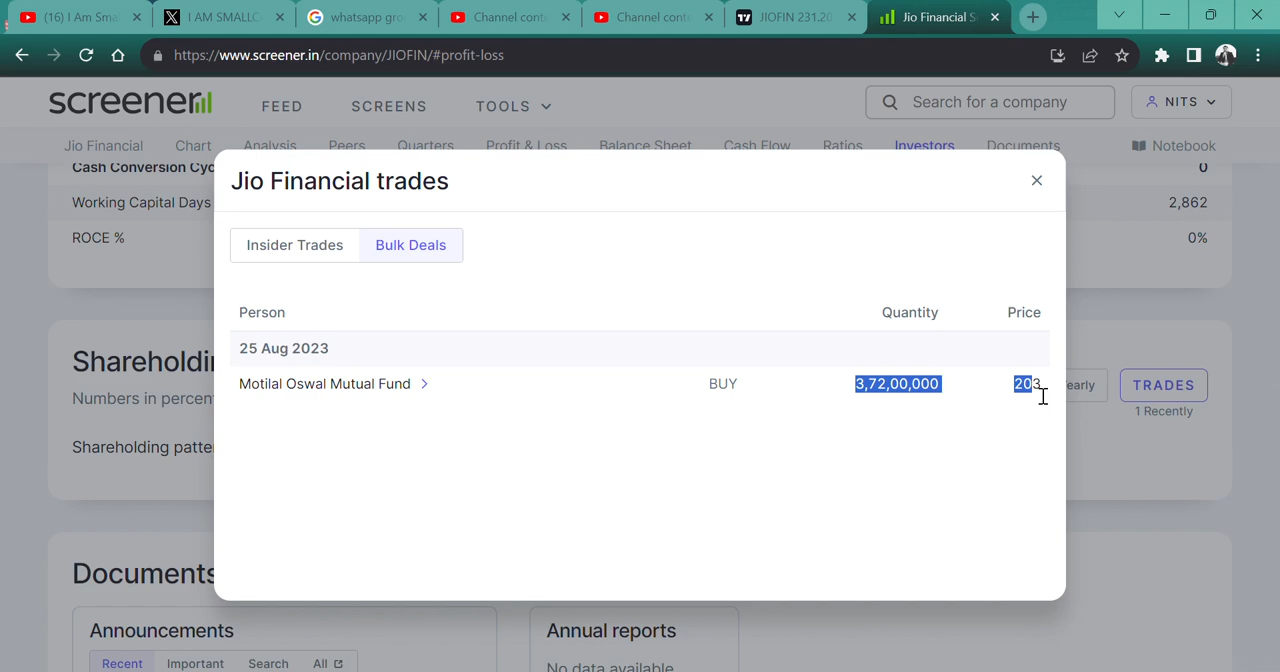 (16) I Am Sma
I AM SMALLC
whatsapp gro
Channel cont
Channel cont
JIOFIN 231.20
Jio Financial S
https://www.screener.in/company/JIOFIN/#profit-loss
screener
FEED
SCREENS
TOOLS
Search for a company
NITS
Jio Financial
Chart
Analysis
Peers
Quarters
Profit & Loss
Balance Sheet
Cash Flow
Ratios
Investors
Documents
Notebook
Cash Conversion Cyc
0
Working Capital Days
2,862
ROCE %
0%
Jio Financial trades
Insider Trades
Bulk Deals
Person
Quantity
Price
25 Aug 2023
Motilal Oswal Mutual Fund
BUY
3,72,00,000
203
Shareholdi
Numbers in percen
early
TRADES
1 Recently
Shareholding patte
Documents
Announcements
Recent
Important
Search
All
Annual reports
No data available